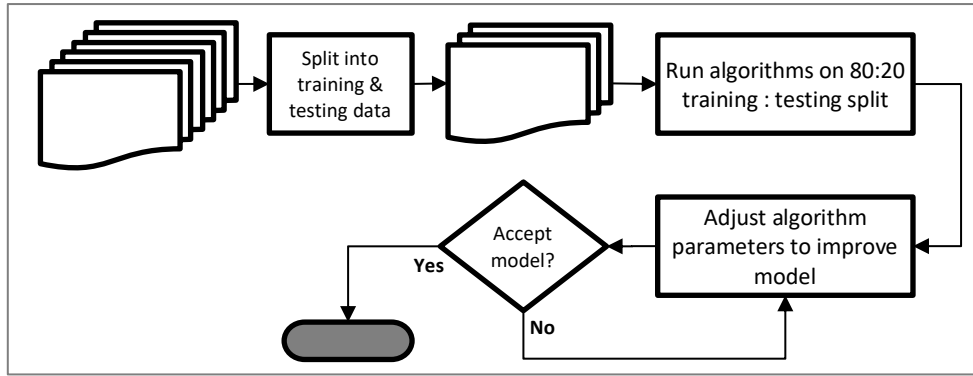 Split into
training &
testing data
Run algorithms on 80:20
training : testing split
Adjust algorithm
parameters to improve
model
Accept
model?
Yes
No